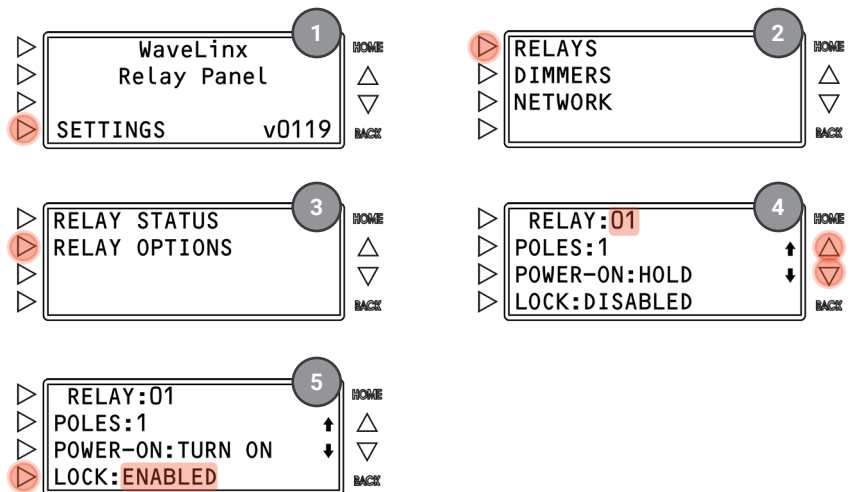 1
WaveLinx
HOME
Relay Panel
SETTINGS v0119
BACK
2
RELAYS
HOME
DIMMERS
NETWORK
BACK
3
RELAY STATUS
HOME
RELAY OPTIONS
BACK
4
RELAY:01
HOME
POLES:1
POWER-ON:HOLD
LOCK:DISABLED
BACK
5
RELAY:01
HOME
POLES:1
POWER-ON:TURN ON
LOCK:ENABLED
BACK